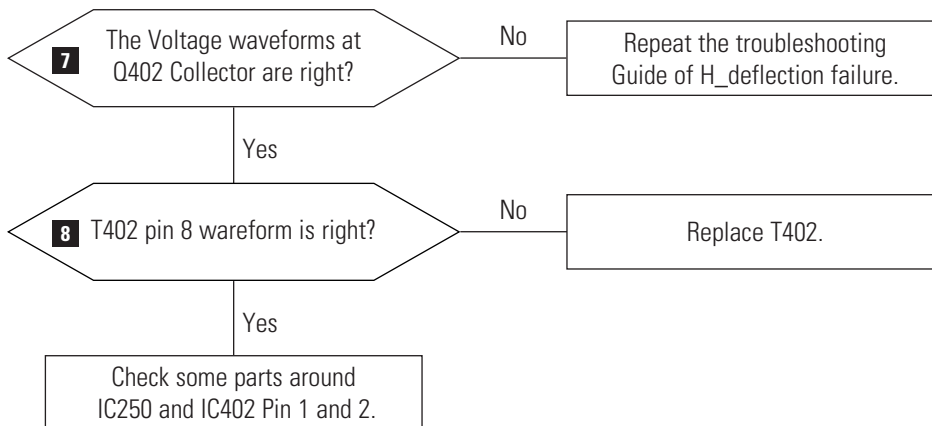 7
The Voltage waveforms at
Q402 Collector are right?
No
Repeat the troubleshooting
Guide of H_deflection failure.
Yes
8
T402 pin 8 wareform is right?
No
Replace T402.
Yes
Check some parts around
IC250 and IC402 Pin 1 and 2.